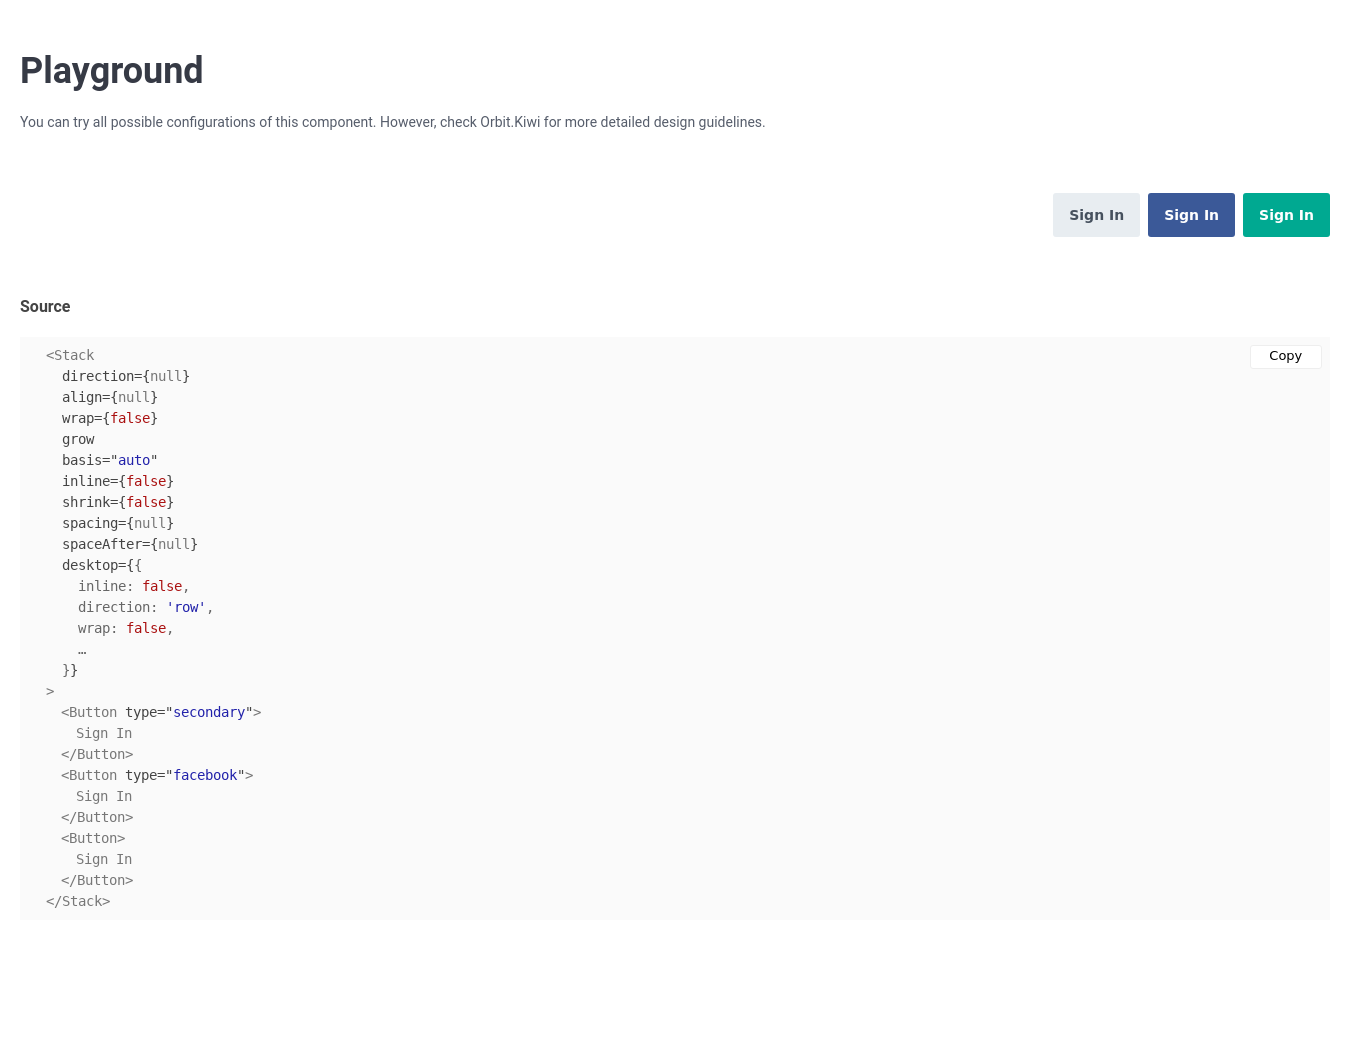 Playground
You can try all possible configurations of this component. However, check Orbit.Kiwi for more detailed design guidelines.
Sign In Sign In Sign In
Source
Copy
<Stack
direction={null}
align={null}
wrap={false}
grow
basis="auto"
inline={false}
shrink={false}
spacing={null}
spaceAfter={null}
desktop={{
inline: false,
direction: 'row',
wrap: false,
…
}}
>
<Button type="secondary">
Sign In
</Button>
<Button type="facebook">
Sign In
</Button>
<Button>
Sign In
</Button>
</Stack>